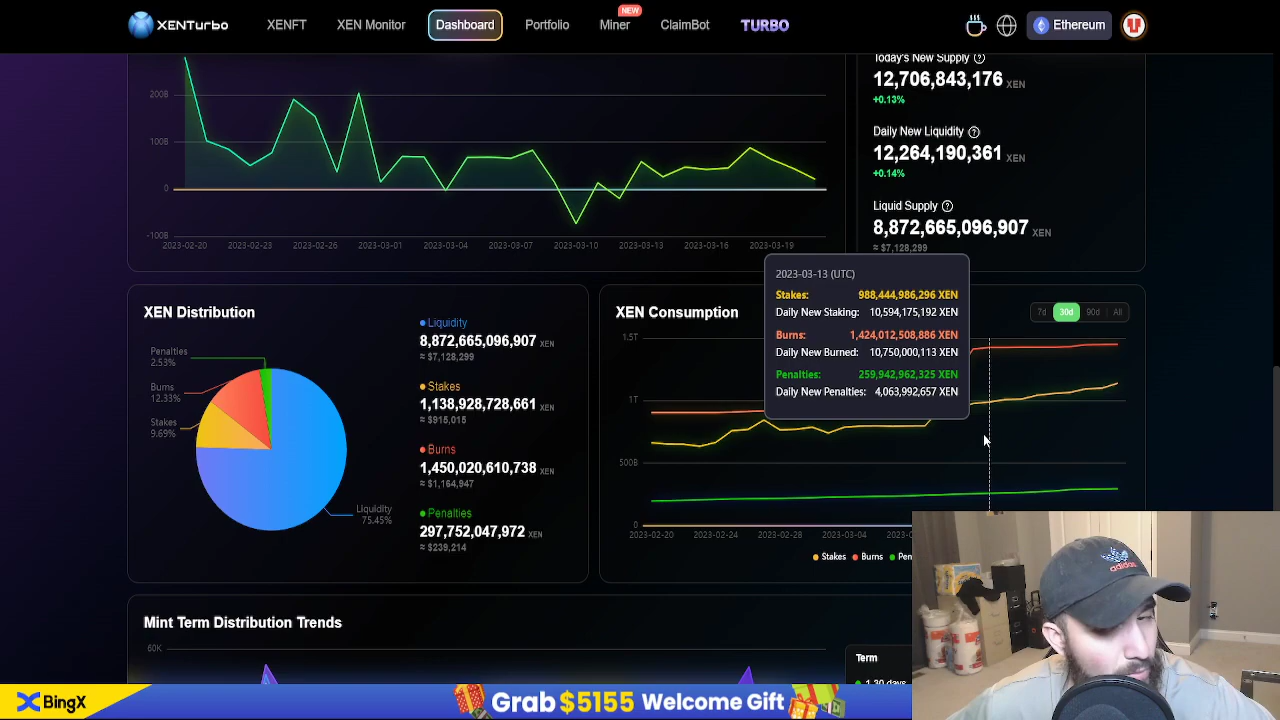 XENTurbo
XENFT
XEN Monitor
Dashboard
Portfolio
Miner
NEW
ClaimBot
TURBO
Ethereum
200B
100B
0
-100B
2023-02-20
2023-02-23
2023-02-26
2023-03-01
2023-03-04
2023-03-07
2023-03-10
2023-03-13
2023-03-16
2023-03-19
Today's New Supply
12,706,843,176 XEN
+0.13%
Daily New Liquidity
12,264,190,361 XEN
+0.14%
Liquid Supply
8,872,665,096,907 XEN
≈ $7,128,299
XEN Distribution
Penalties
2.53%
Burns
12.33%
Stakes
9.69%
Liquidity
75.45%
Liquidity
8,872,665,096,907 XEN
≈ $7,128,299
Stakes
1,138,928,728,661 XEN
≈ $915,015
Burns
1,450,020,610,738 XEN
≈ $1,164,947
Penalties
297,752,047,972 XEN
≈ $239,214
XEN Consumption
7d
30d
90d
All
2023-03-13 (UTC)
Stakes: 988,444,986,296 XEN
Daily New Staking: 10,594,175,192 XEN
Burns: 1,424,012,508,886 XEN
Daily New Burned: 10,750,000,113 XEN
Penalties: 259,942,962,325 XEN
Daily New Penalties: 4,063,992,657 XEN
1.5T
1T
500B
0
2023-02-20
2023-02-24
2023-02-28
2023-03-04
Stakes
Burns
Mint Term Distribution Trends
60K
Term
1-30 days
adidas
BingX
Grab $5155 Welcome Gift